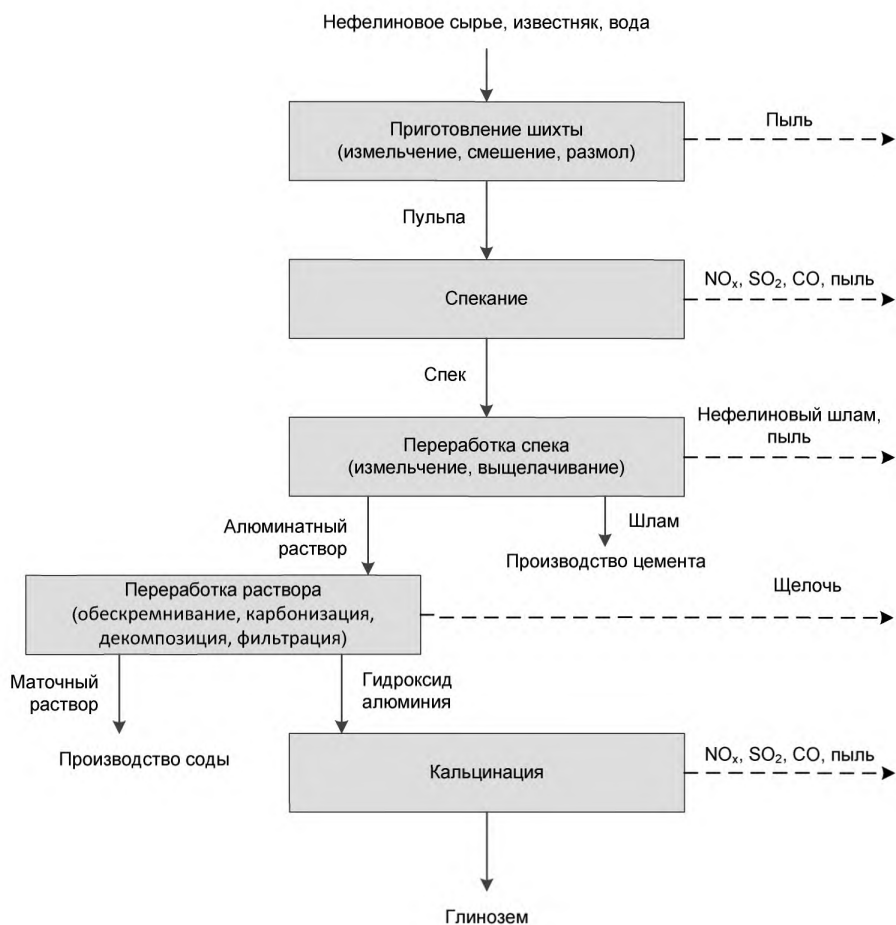 Нефелиновое сырье, известняк, вода
Приготовление шихты
(измельчение, смешение, размол)
Пыль
Пульпа
Спекание
NOₓ, SO₂, CO, пыль
Спек
Переработка спека
(измельчение, выщелачивание)
Нефелиновый шлам,
пыль
Алюминатный
раствор
Шлам
Производство цемента
Переработка раствора
(обескремнивание, карбонизация,
декомпозиция, фильтрация)
Щелочь
Маточный
раствор
Гидроксид
алюминия
Производство соды
Кальцинация
NOₓ, SO₂, CO, пыль
Глинозем